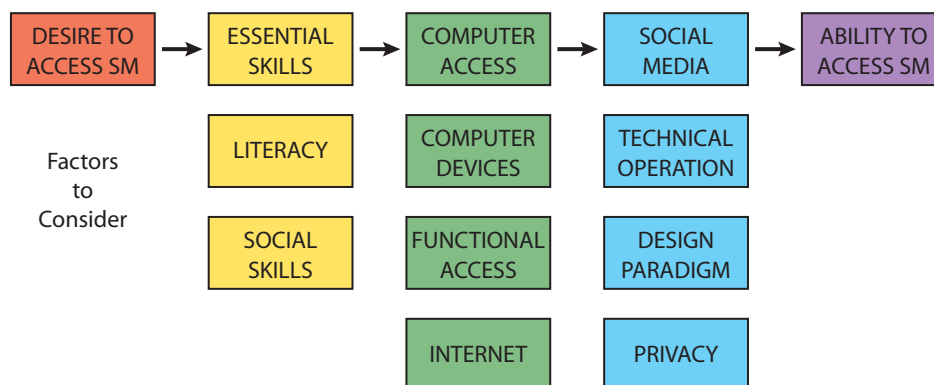 DESIRE TO
ACCESS SM
ESSENTIAL
SKILLS
COMPUTER
ACCESS
SOCIAL
MEDIA
ABILITY TO
ACCESS SM
Factors
to
Consider
LITERACY
COMPUTER
DEVICES
TECHNICAL
OPERATION
SOCIAL
SKILLS
FUNCTIONAL
ACCESS
DESIGN
PARADIGM
INTERNET
PRIVACY